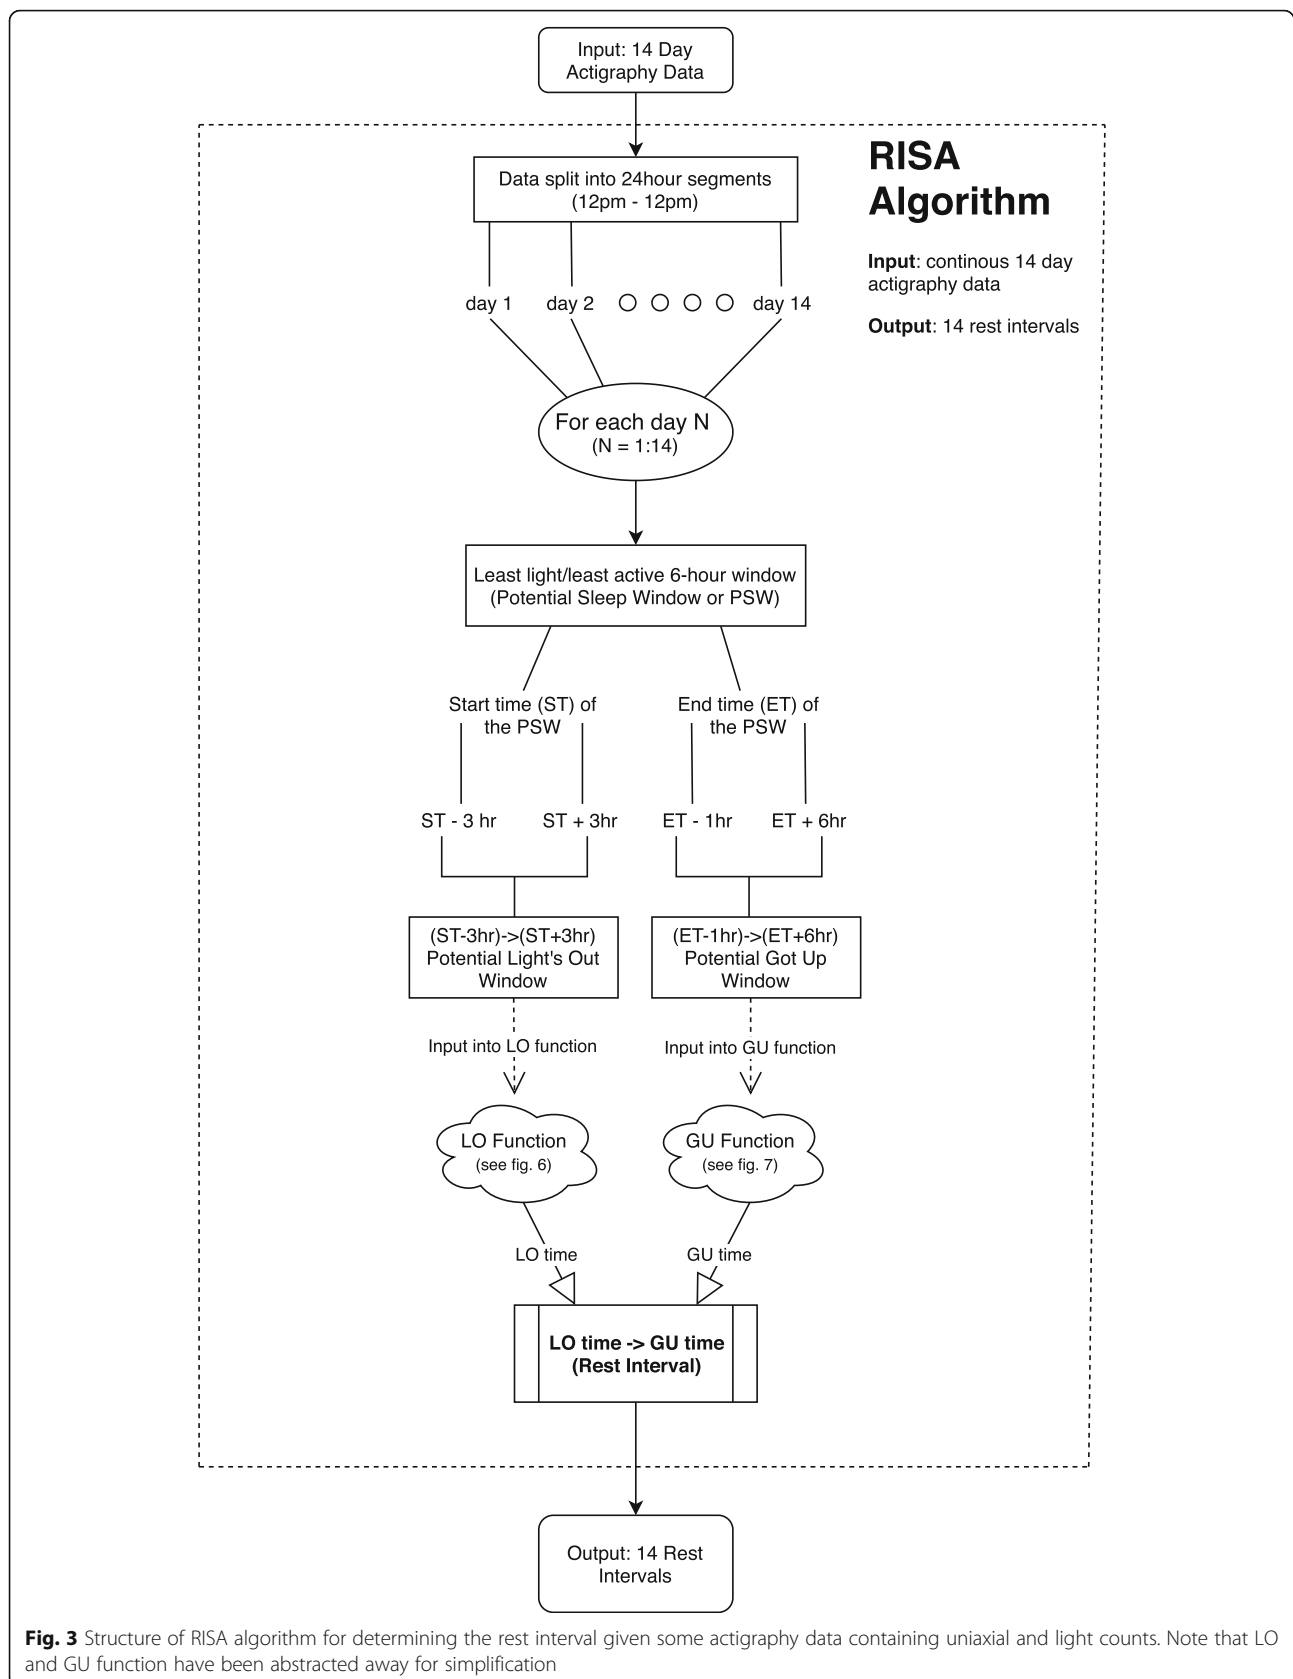 Input: 14 Day
Actigraphy Data
RISA
Algorithm
Input: continous 14 day
actigraphy data
Output: 14 rest intervals
Data split into 24hour segments
(12pm - 12pm)
day 1 day 2 day 14
For each day N
(N = 1:14)
Least light/least active 6-hour window
(Potential Sleep Window or PSW)
Start time (ST) of
the PSW
End time (ET) of
the PSW
ST - 3 hr ST + 3hr ET - 1hr ET + 6hr
(ST-3hr)->(ST+3hr)
Potential Light's Out
Window
(ET-1hr)->(ET+6hr)
Potential Got Up
Window
Input into LO function
Input into GU function
LO Function
(see fig. 6)
GU Function
(see fig. 7)
LO time GU time
LO time -> GU time
(Rest Interval)
Output: 14 Rest
Intervals
Fig. 3 Structure of RISA algorithm for determining the rest interval given some actigraphy data containing uniaxial and light counts. Note that LO
and GU function have been abstracted away for simplification